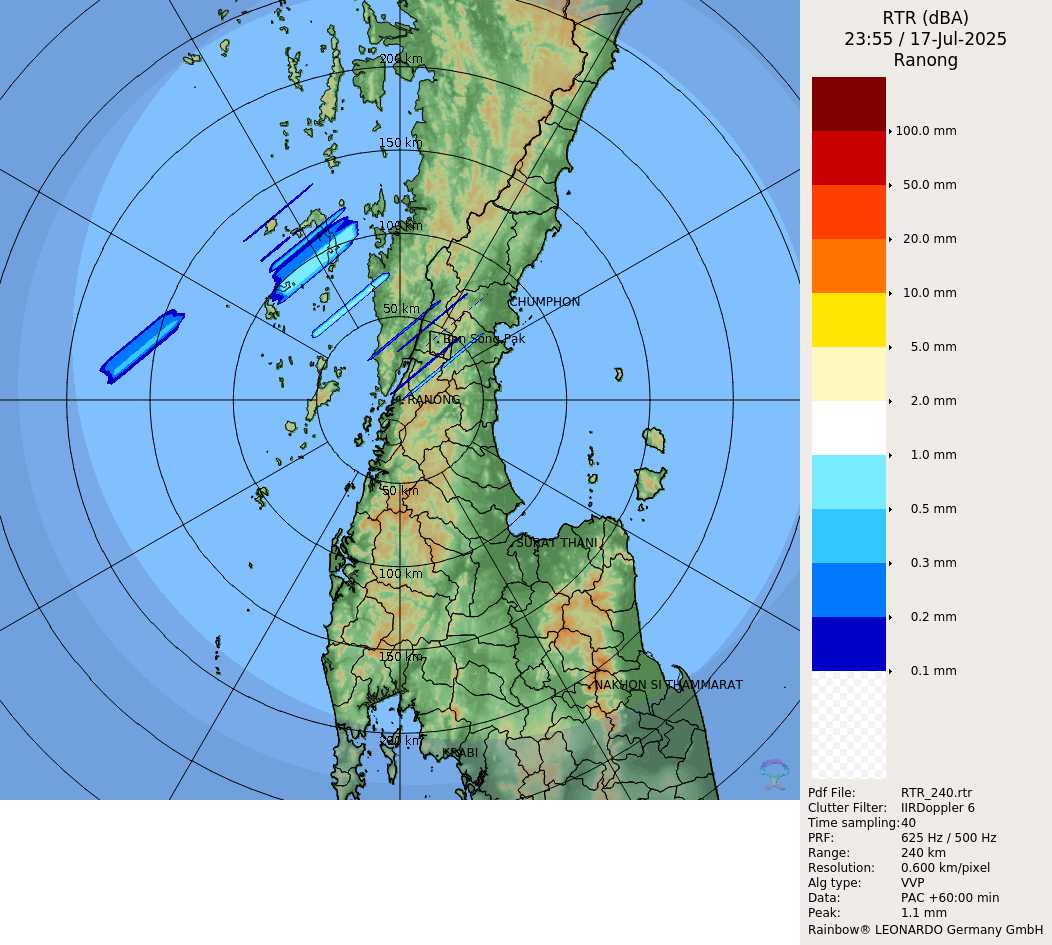 RTR (dBA)
23:55 / 17-Jul-2025
Ranong
200 km
150 km
100 km
50 km
CHUMPHON
Ban Song Pak
RANONG
50 km
SURAT THANI
100 km
150 km
NAKHON SI THAMMARAT
200 km
KRABI
100.0 mm
50.0 mm
20.0 mm
10.0 mm
5.0 mm
2.0 mm
1.0 mm
0.5 mm
0.3 mm
0.2 mm
0.1 mm
Pdf File: RTR_240.rtr
Clutter Filter: IIRDoppler 6
Time sampling:40
PRF: 625 Hz / 500 Hz
Range: 240 km
Resolution: 0.600 km/pixel
Alg type: VVP
Data: PAC +60:00 min
Peak: 1.1 mm
Rainbow® LEONARDO Germany GmbH